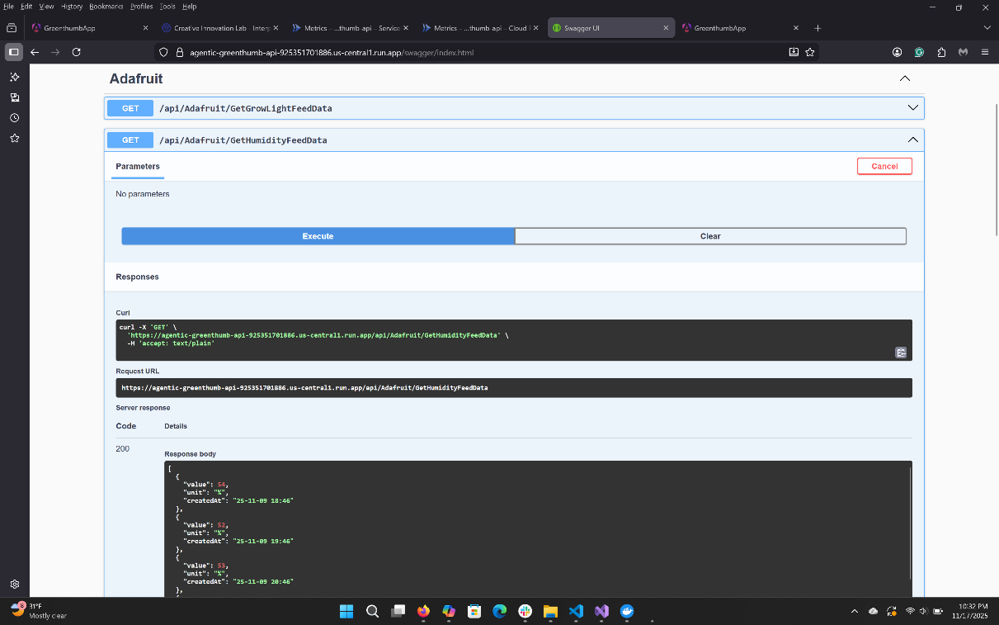 File Edit View History Bookmarks Profiles Tools Help
GreenthumbApp
Creative Innovation Lab - Interp
Metrics – ...thumb-api – Service
Metrics – ...thumb-api – Cloud
Swagger UI
GreenthumbApp
agentic-greenthumb-api-925351701886.us-central1.run.app/swagger/index.html
Adafruit
GET /api/Adafruit/GetGrowLightFeedData
GET /api/Adafruit/GetHumidityFeedData
Parameters
Cancel
No parameters
Execute
Clear
Responses
Curl
curl -X 'GET' \
'https://agentic-greenthumb-api-925351701886.us-central1.run.app/api/Adafruit/GetHumidityFeedData' \
-H 'accept: text/plain'
Request URL
https://agentic-greenthumb-api-925351701886.us-central1.run.app/api/Adafruit/GetHumidityFeedData
Server response
Code Details
200
Response body
[
{
"value": 54,
"unit": "%",
"createdAt": "25-11-09 18:46"
},
{
"value": 52,
"unit": "%",
"createdAt": "25-11-09 19:46"
},
{
"value": 53,
"unit": "%",
"createdAt": "25-11-09 20:46"
},
31°F
Mostly clear
10:32 PM
11/17/2025